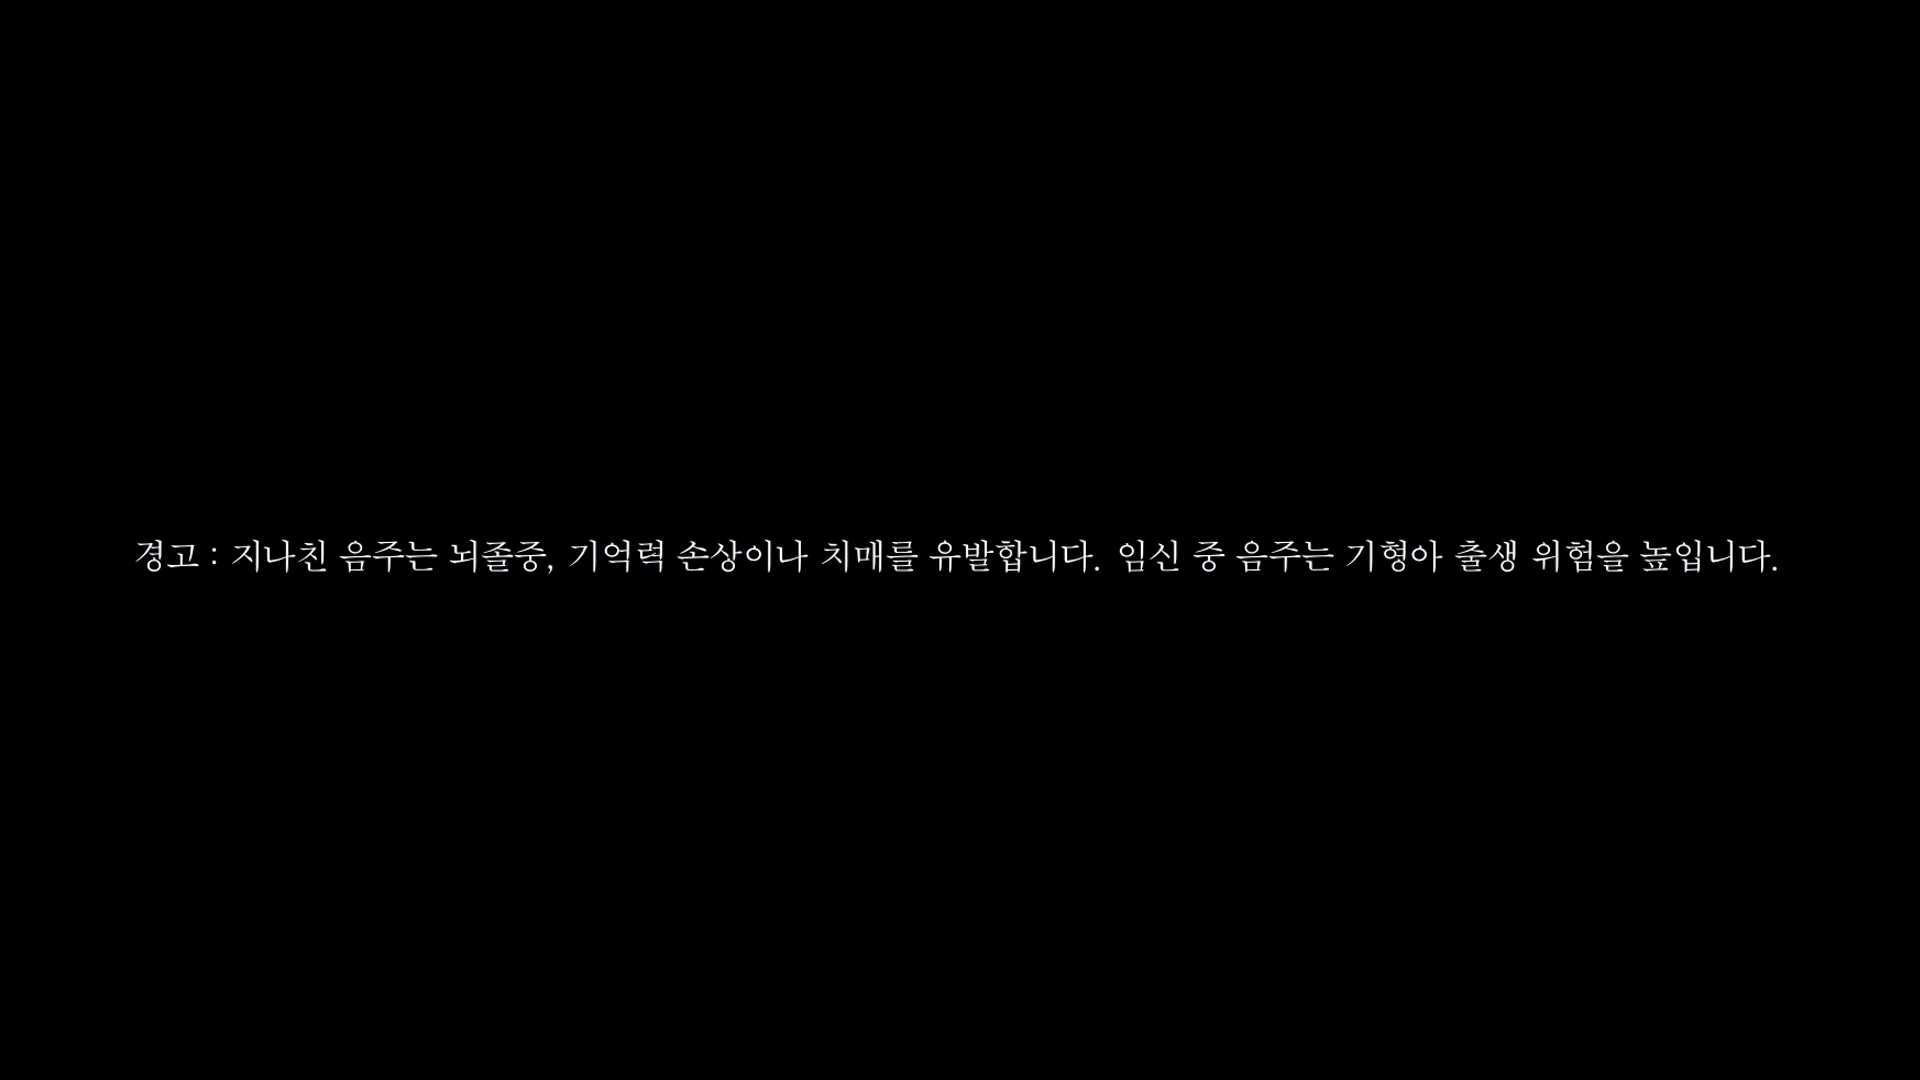 경고 : 지나친 음주는 뇌졸중, 기억력 손상이나 치매를 유발합니다. 임신 중 음주는 기형아 출생 위험을 높입니다.